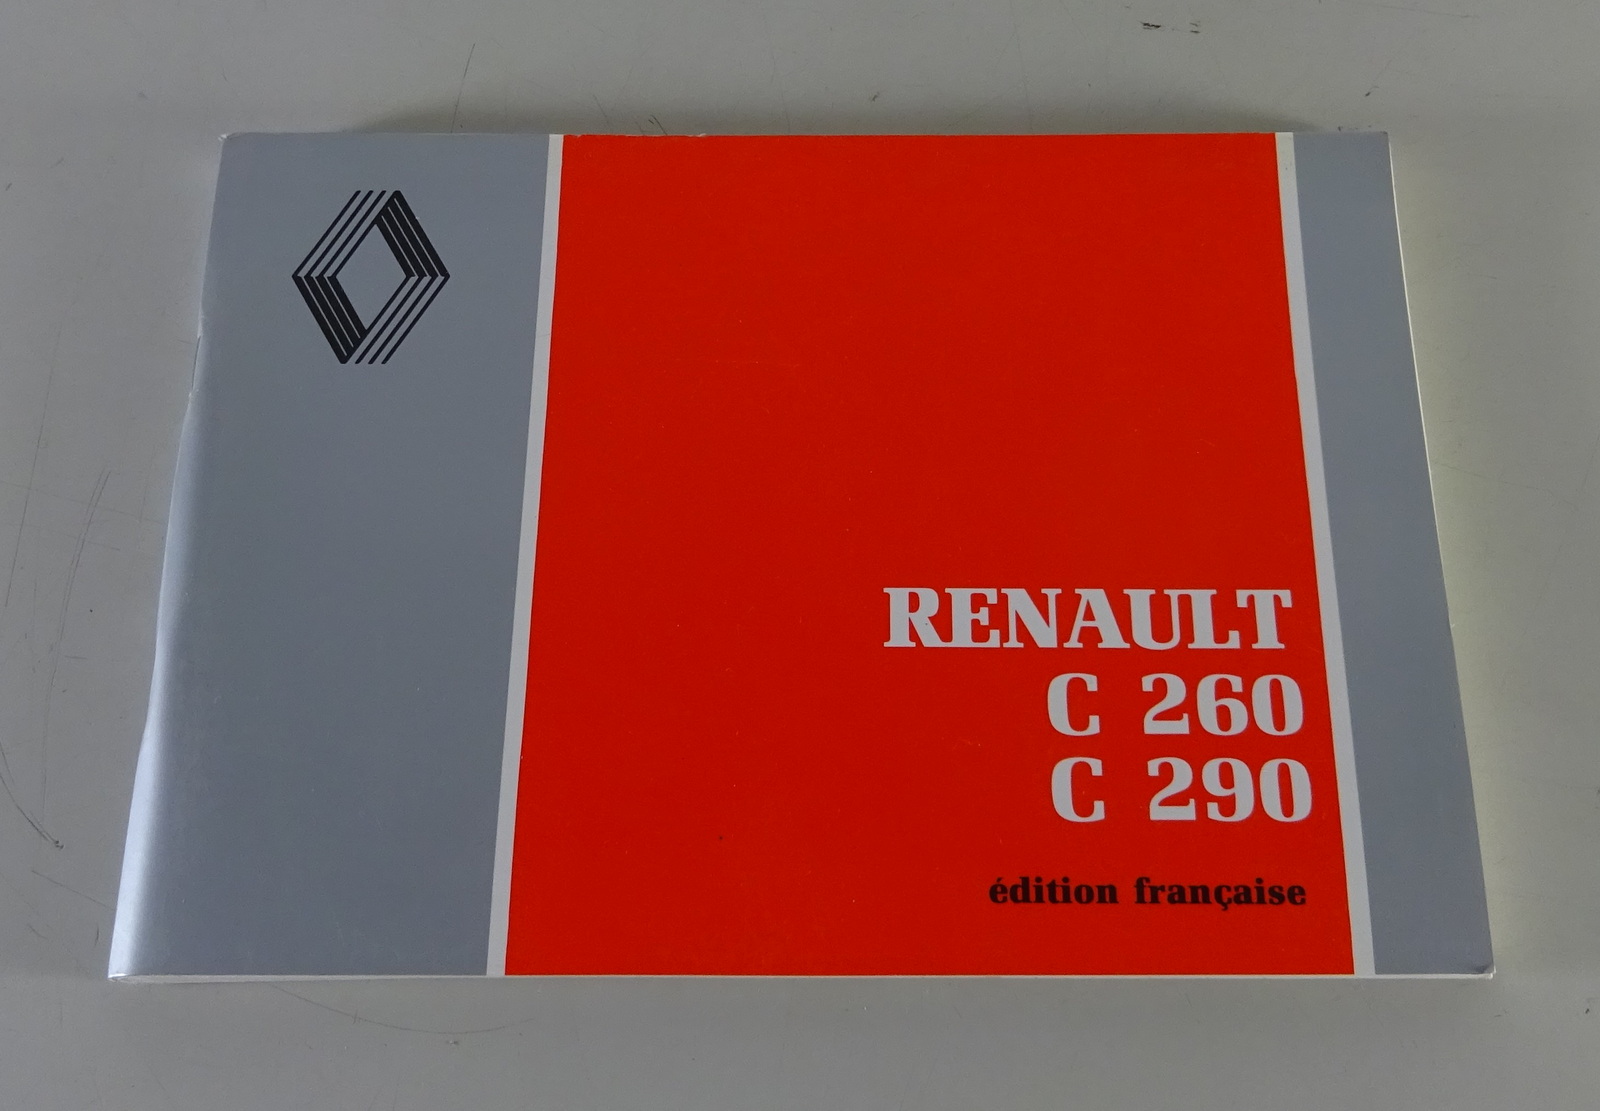 RENAULT
C 260
C 290
édition française